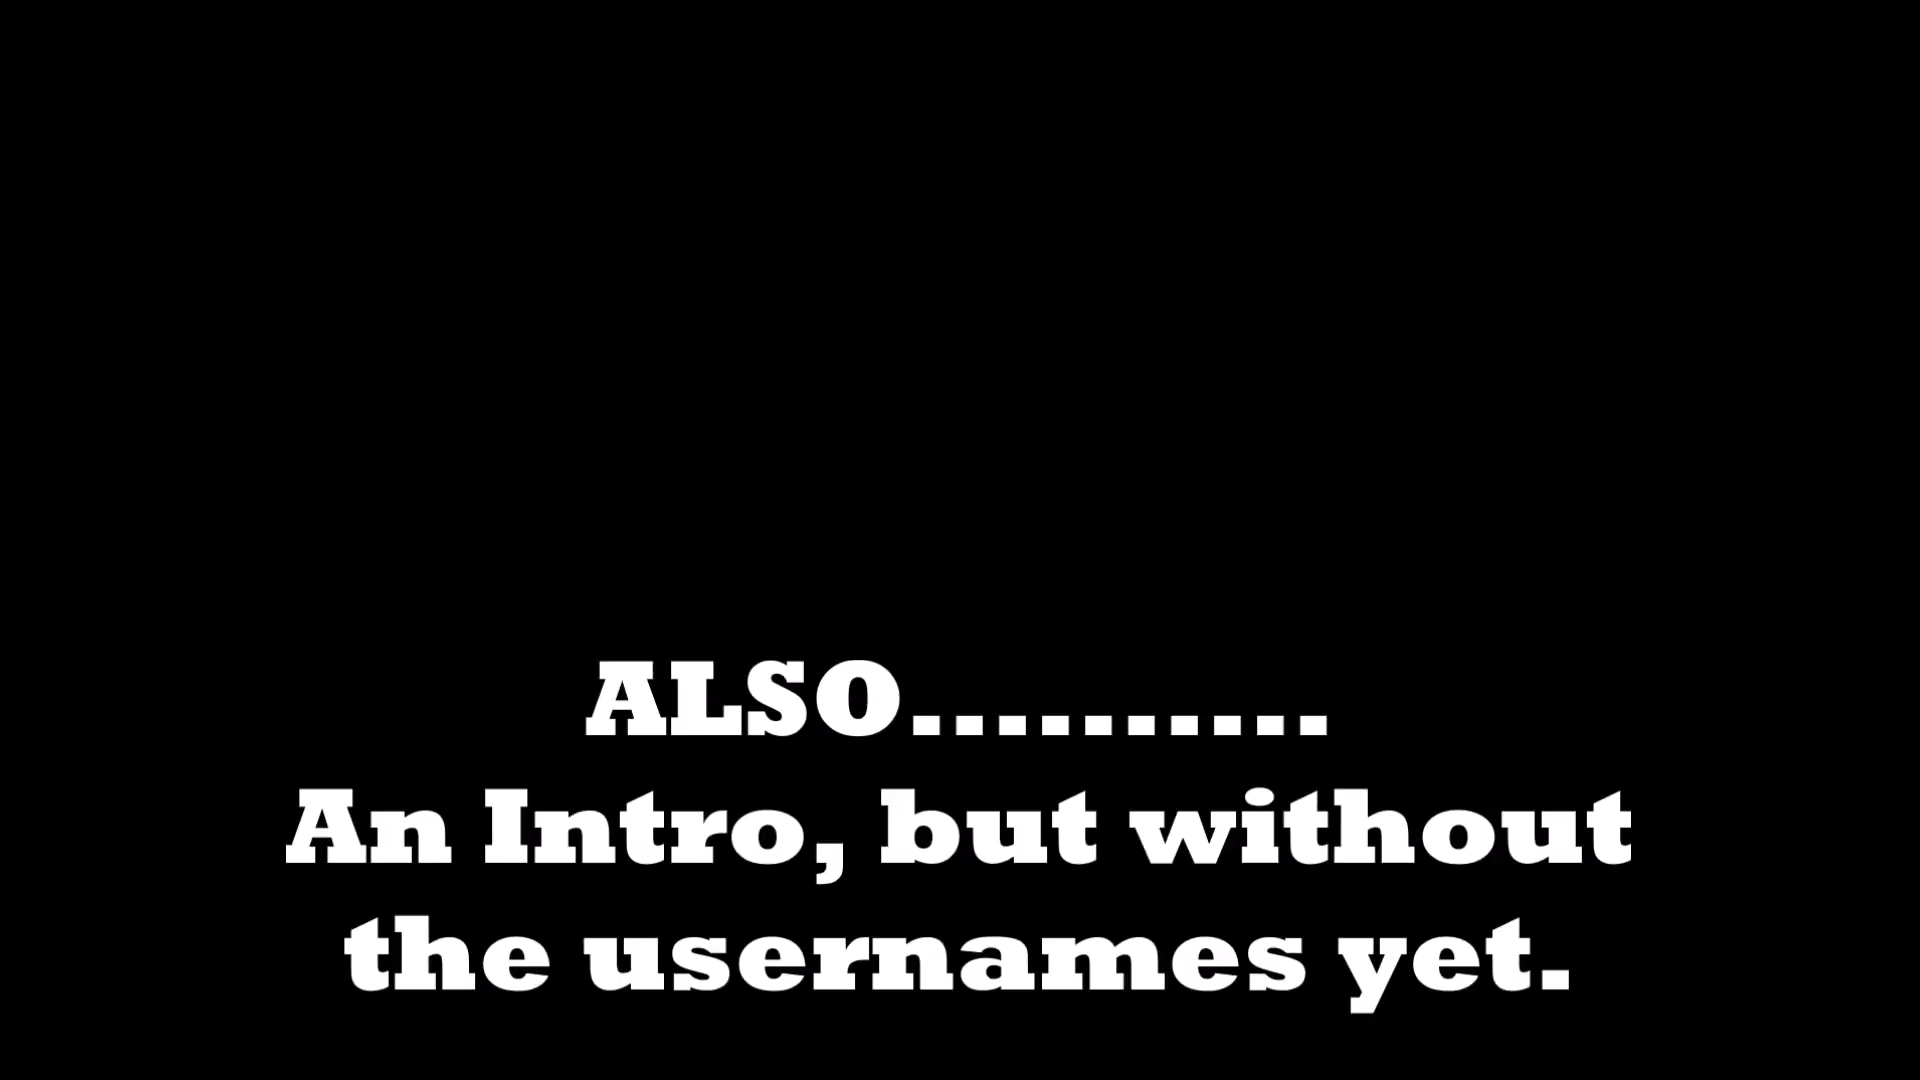 ALSO..........
An Intro, but without
the usernames yet.